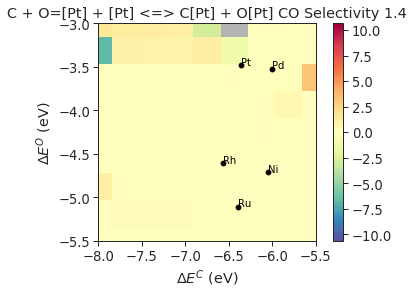 C + O=[Pt] + [Pt] <=> C[Pt] + O[Pt] CO Selectivity 1.4
−3.0
−3.5
−4.0
−4.5
−5.0
−5.5
ΔE^O (eV)
Pt
Pd
Rh
Ni
Ru
−8.0 −7.5 −7.0 −6.5 −6.0 −5.5
ΔE^C (eV)
10.0
7.5
5.0
2.5
0.0
−2.5
−5.0
−7.5
−10.0